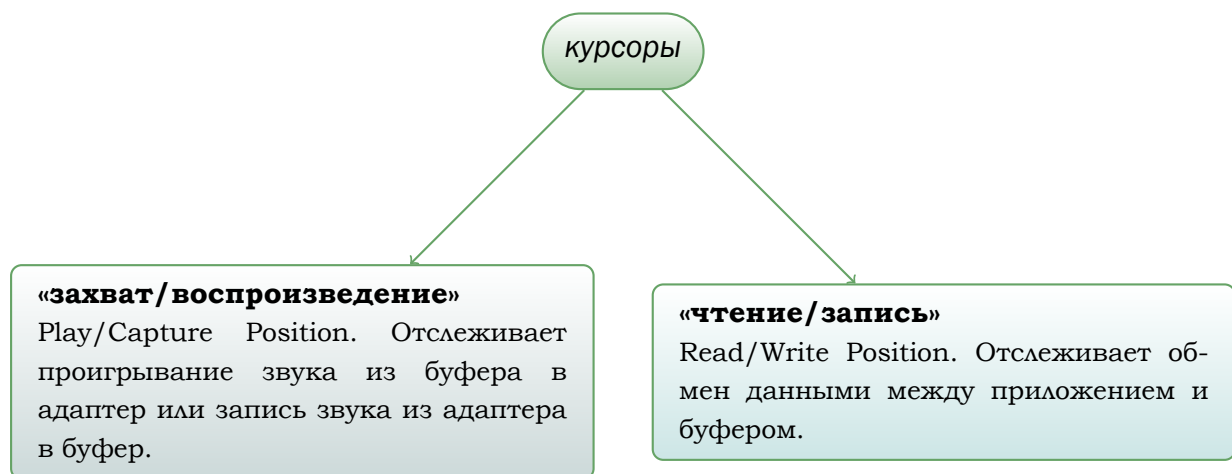 курсоры
«захват/воспроизведение»
Play/Capture Position. Отслеживает
проигрывание звука из буфера в
адаптер или запись звука из адаптера
в буфер.
«чтение/запись»
Read/Write Position. Отслеживает об-
мен данными между приложением и
буфером.